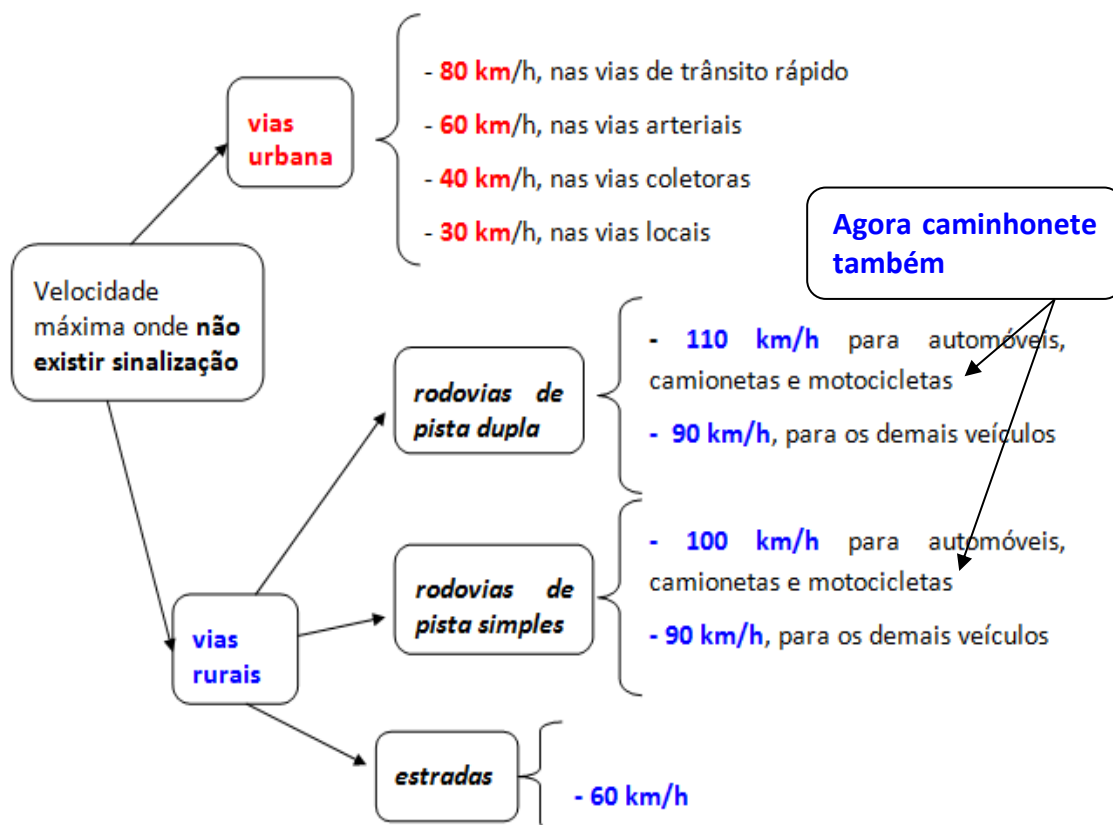 - 80 km/h, nas vias de trânsito rápido
vias
urbana
- 60 km/h, nas vias arteriais
- 40 km/h, nas vias coletoras
- 30 km/h, nas vias locais
Agora caminhonete
também
Velocidade
máxima onde não
existir sinalização
rodovias de
pista dupla
- 110 km/h para automóveis,
camionetas e motocicletas
- 90 km/h, para os demais veículos
rodovias de
pista simples
- 100 km/h para automóveis,
camionetas e motocicletas
- 90 km/h, para os demais veículos
vias
rurais
estradas
- 60 km/h